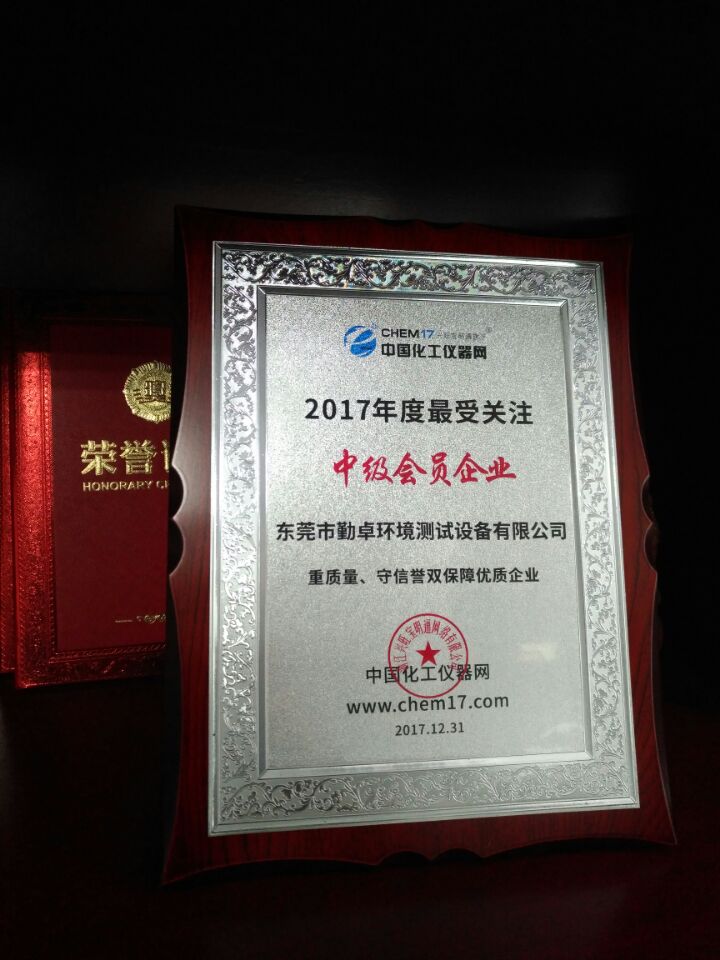 CHEM17
中国化工仪器网
2017年度最受关注
中级会员企业
东莞市勤卓环境测试设备有限公司
重质量、守信誉双保障优质企业
中国化工仪器网
www.chem17.com
2017.12.31
荣誉
HONORARY